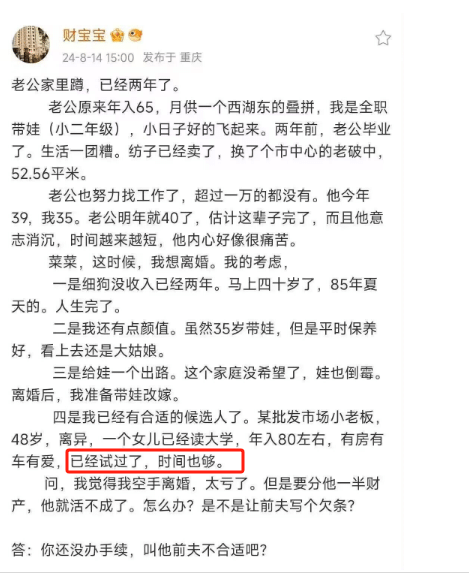 财宝宝
24-8-14 15:00 发布于 重庆
老公家里蹲，已经两年了。
老公原来年入65，月供一个西湖东的叠拼，我是全职
带娃（小二年级），小日子好的飞起来。两年前，老公毕业
了。生活一团糟。纺子已经卖了，换了个市中心的老破中，
52.56平米。
老公也努力找工作了，超过一万的都没有。他今年
39，我35。老公明年就40了，估计这辈子完了，而且他意
志消沉，时间越来越短，他内心好像很痛苦。
菜菜，这时候，我想离婚。我的考虑，
一是细狗没收入已经两年。马上四十岁了，85年夏
天的。人生完了。
二是我还有点颜值。虽然35岁带娃，但是平时保养
好，看上去还是大姑娘。
三是给娃一个出路。这个家庭没希望了，娃也倒霉。
离婚后，我准备带娃改嫁。
四是我已经有合适的候选人了。某批发市场小老板，
48岁，离异，一个女儿已经读大学，年入80左右，有房有
车有爱，已经试过了，时间也够。
问，我觉得我空手离婚，太亏了。但是要分他一半财
产，他就活不成了。怎么办？是不是让前夫写个欠条？
答：你还没办手续，叫他前夫不合适吧？